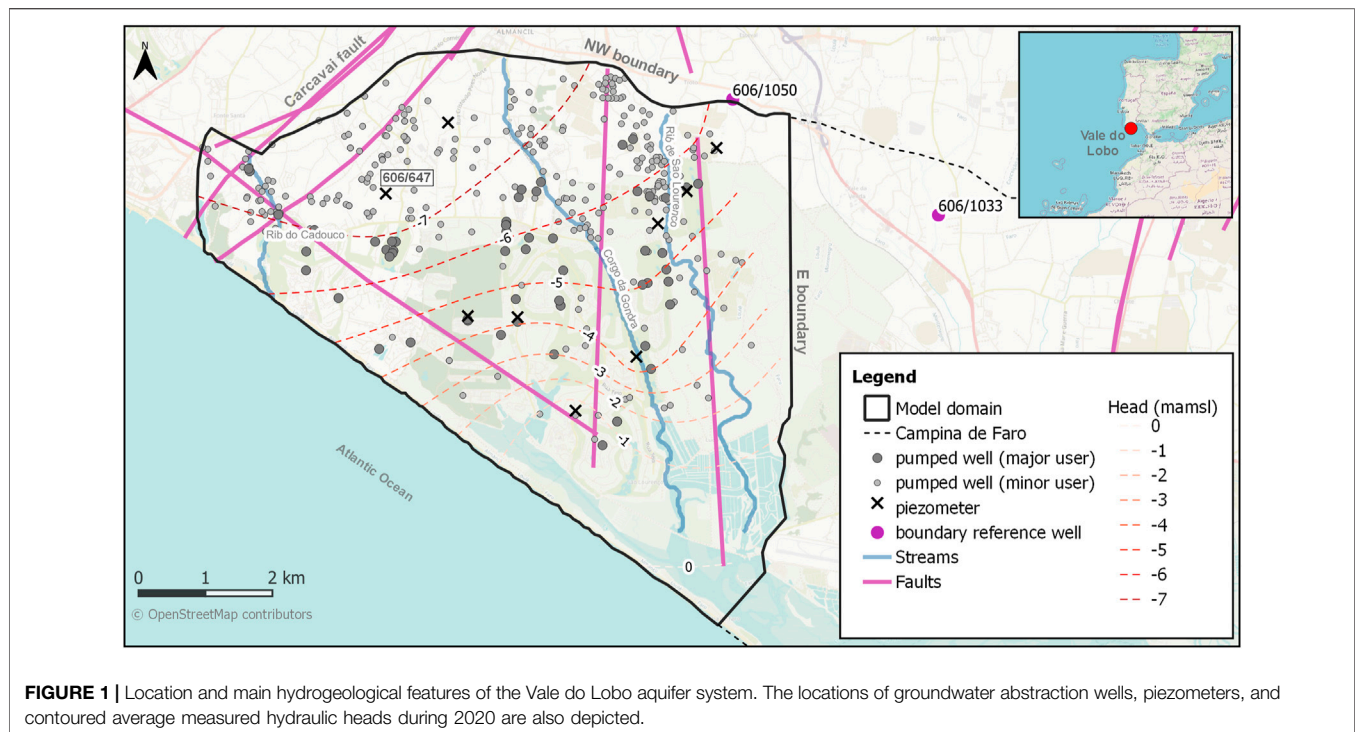 N
ALMANCIL
Carcavai fault
NW boundary
606/1050
Vale do
Lobo
606/647
Rib de Sao Lourenco
606/1033
-7
Rib do Cadouco
-6
Corgo da Gondra
E boundary
-5
-4
-3
-2
-1
Atlantic Ocean
0
0 1 2 km
© OpenStreetMap contributors
Legend
Model domain
Campina de Faro
pumped well (major user)
pumped well (minor user)
piezometer
boundary reference well
Streams
Faults
Head (mamsl)
0
-1
-2
-3
-4
-5
-6
-7
FIGURE 1 | Location and main hydrogeological features of the Vale do Lobo aquifer system. The locations of groundwater abstraction wells, piezometers, and
contoured average measured hydraulic heads during 2020 are also depicted.